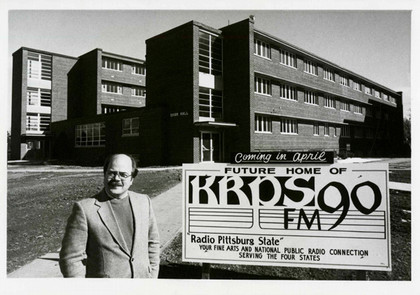 Coming in April
FUTURE HOME OF
KRPS 90
FM
"Radio Pittsburg State"
YOUR FINE ARTS AND NATIONAL PUBLIC RADIO CONNECTION
SERVING THE FOUR STATES